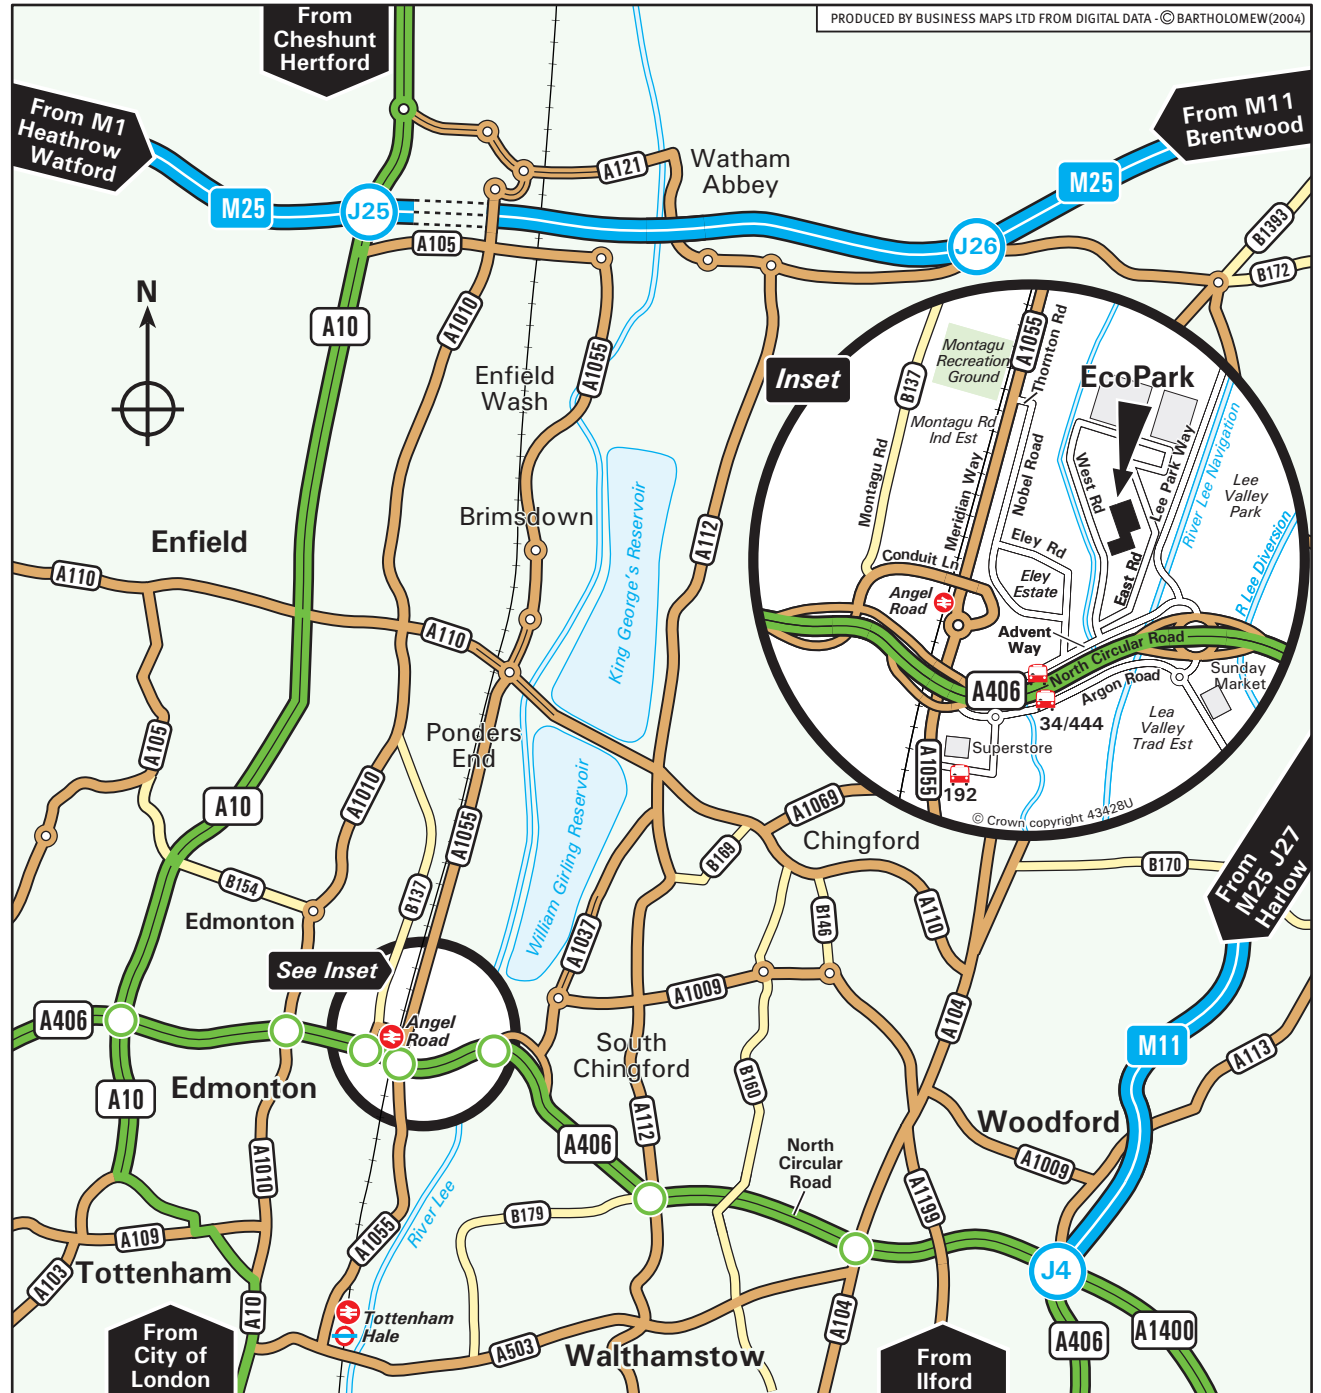 PRODUCED BY BUSINESS MAPS LTD FROM DIGITAL DATA - © BARTHOLOMEW(2004)
From
Cheshunt
Hertford
From M1
Heathrow
Watford
From M11
Brentwood
M25
J25
A121
Watham
Abbey
M25
J26
B1393
B172
A105
A10
A1010
A1055
N
Enfield
Wash
Brimsdown
Enfield
King George's Reservoir
A112
A110
A110
A105
Ponders
End
A10
A1010
A1055
B137
William Girling Reservoir
B154
Edmonton
A1037
B169
A1069
Chingford
B146
A110
B170
From
M25 J27
Harlow
Inset
Montagu
Recreation
Ground
A1055
Thornton Rd
EcoPark
B137
Montagu Rd
Ind Est
Montagu Rd
Meridian Way
Nobel Road
West Rd
Lee Park Way
River Lee Navigation
Lee
Valley
Park
R Lee Diversion
Conduit Ln
Eley Rd
Eley
Estate
East Rd
Angel
Road
Advent
Way
North Circular Road
A406
Argon Road
Sunday
Market
34/444
Lea
Valley
Trad Est
Superstore
A1055
192
© Crown copyright 43428U
See Inset
Angel
Road
A406
A1009
South
Chingford
A104
M11
A113
Edmonton
A10
B160
A406
A112
Woodford
A1009
North
Circular
Road
A1010
River Lee
B179
A1199
A109
A1055
A103
Tottenham
J4
A10
Tottenham
Hale
A503
Walthamstow
A104
A406
A1400
From
City of
London
From
Ilford